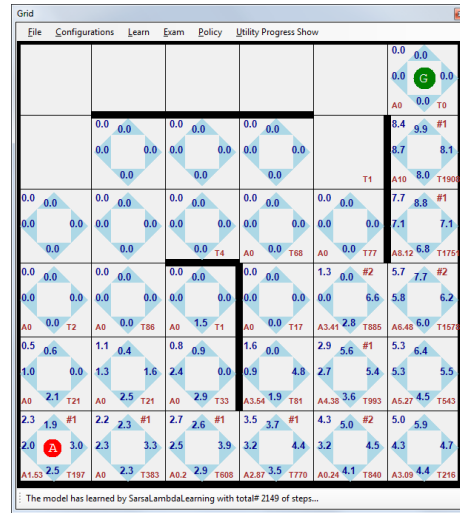 Grid
File Configurations Learn Exam Policy Utility Progress Show
0.0 0.0
0.0 G 0.0
A0 0.0 T0
0.0 0.0 0.0 0.0 0.0 0.0 8.4 9.9 #1
0.0 0.0 0.0 0.0 0.0 0.0 8.7 8.1
0.0 0.0 0.0 T1 A10 8.0 T1908
0.0 0.0 0.0 0.0 0.0 0.0 0.0 0.0 0.0 0.0 7.7 8.8 #1
0.0 0.0 0.0 0.0 0.0 0.0 0.0 0.0 0.0 0.0 7.1 7.1
0.0 0.0 0.0 T4 A0 0.0 T68 A0 0.0 T77 A8.12 6.8 T1751
0.0 0.0 0.0 0.0 0.0 0.0 0.0 0.0 1.3 0.0 #2 5.7 7.7 #2
0.0 0.0 0.0 0.0 0.0 0.0 0.0 0.0 0.0 6.6 5.8 6.2
A0 0.0 T2 A0 0.0 T86 A0 1.5 T1 A0 0.0 T17 A3.41 2.8 T885 A6.48 6.0 T1578
0.5 0.6 1.1 0.4 0.8 0.9 1.6 0.0 2.9 5.6 #1 5.3 6.4
1.0 0.0 1.3 1.6 2.4 0.0 0.9 4.8 2.7 5.4 5.3 5.5
A0 2.1 T21 A0 2.5 T21 A0 2.9 T33 A3.54 1.9 T81 A4.38 3.6 T993 A5.27 4.5 T543
2.3 1.9 #1 2.2 2.3 #1 2.7 2.6 #1 3.5 3.7 #1 4.3 5.0 #2 5.0 5.9
2.0 A 3.0 2.3 3.3 2.5 3.9 3.2 4.4 3.2 4.5 4.3 4.7
A1.53 2.5 T197 A0 2.3 T383 A0.2 2.9 T608 A2.87 3.5 T770 A0.24 4.1 T840 A3.09 4.4 T216
The model has learned by SarsaLambdaLearning with total# 2149 of steps...